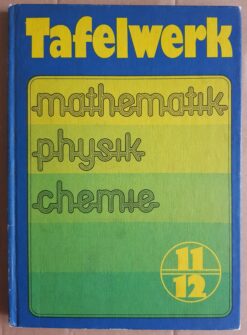 Tafelwerk
mathematik
physik
chemie
11
12